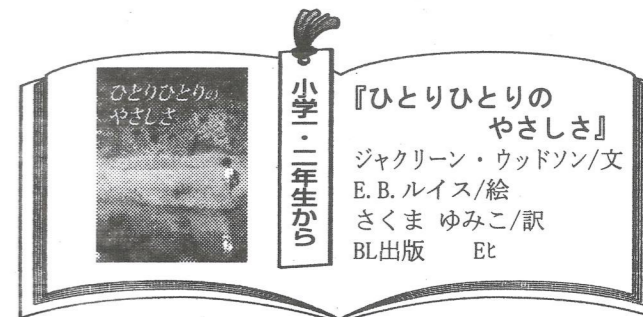 ひとりひとりの
やさしさ
小学一・二年生から
『ひとりひとりの
やさしさ』
ジャクリーン・ウッドソン/文
E.B.ルイス/絵
さくま ゆみこ/訳
BL出版 Eヒ